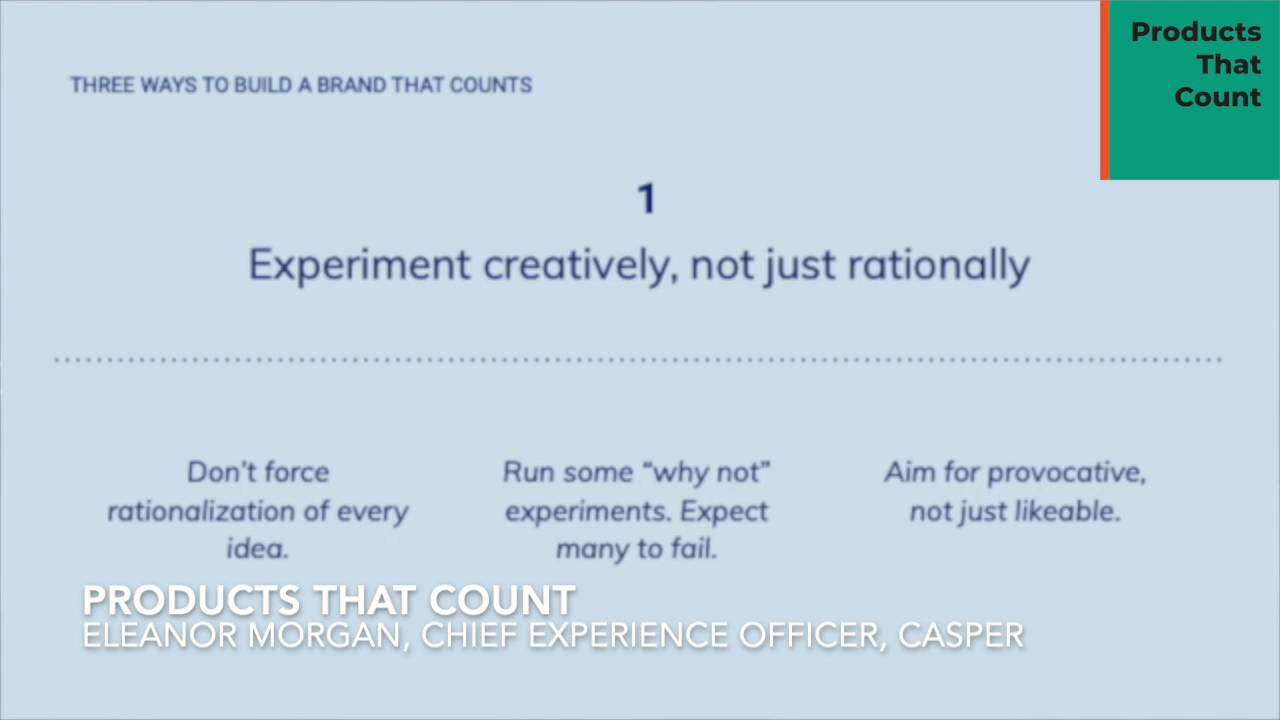 Products
That
Count
THREE WAYS TO BUILD A BRAND THAT COUNTS
1
Experiment creatively, not just rationally
Don't force
rationalization of every
idea.
Run some “why not”
experiments. Expect
many to fail.
Aim for provocative,
not just likeable.
PRODUCTS THAT COUNT
ELEANOR MORGAN, CHIEF EXPERIENCE OFFICER, CASPER